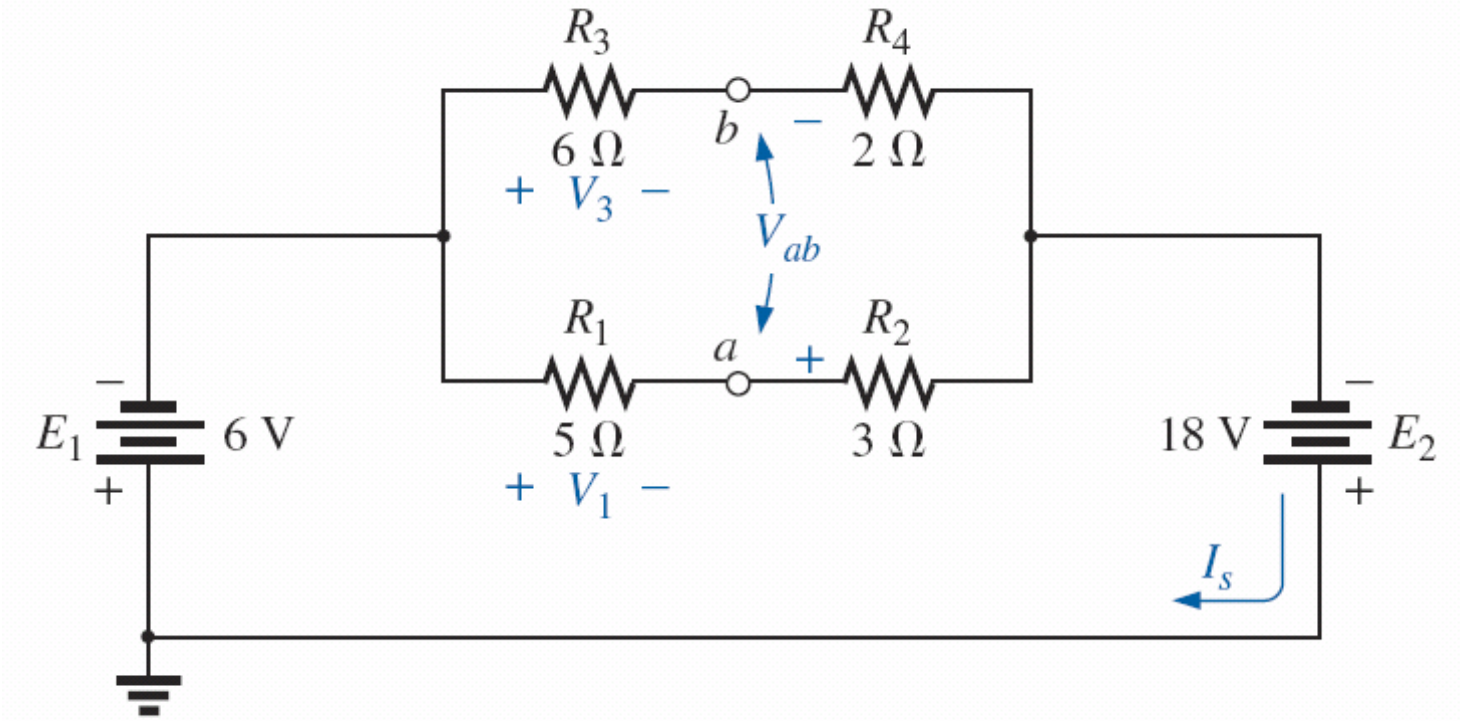 R3 R4
b −
6 Ω 2 Ω
+ V3 −
Vab
R1 R2
a +
− −
E1 6 V 5 Ω 3 Ω 18 V E2
+ + V1 − +
Is